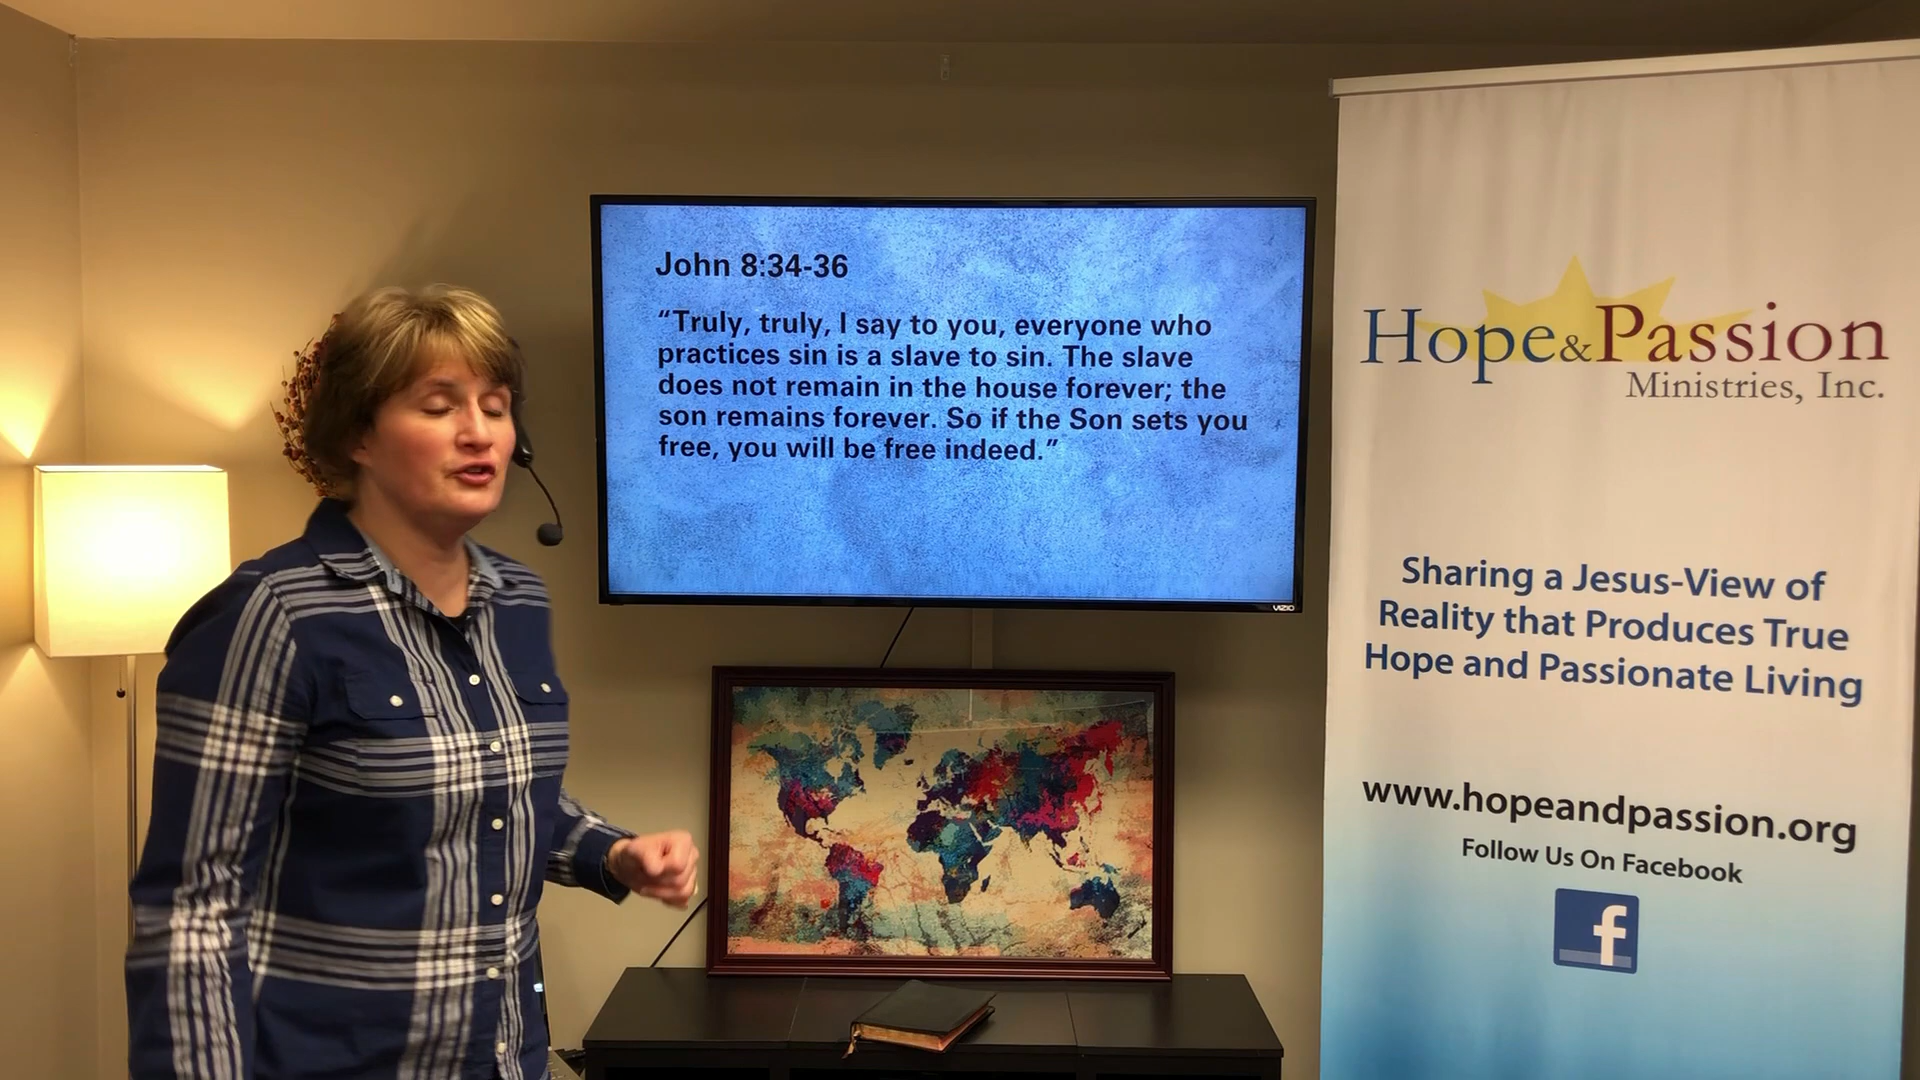 John 8:34-36
“Truly, truly, I say to you, everyone who
practices sin is a slave to sin. The slave
does not remain in the house forever; the
son remains forever. So if the Son sets you
free, you will be free indeed.”
VIZIO
Hope&Passion
Ministries, Inc.
Sharing a Jesus-View of
Reality that Produces True
Hope and Passionate Living
www.hopeandpassion.org
Follow Us On Facebook
f